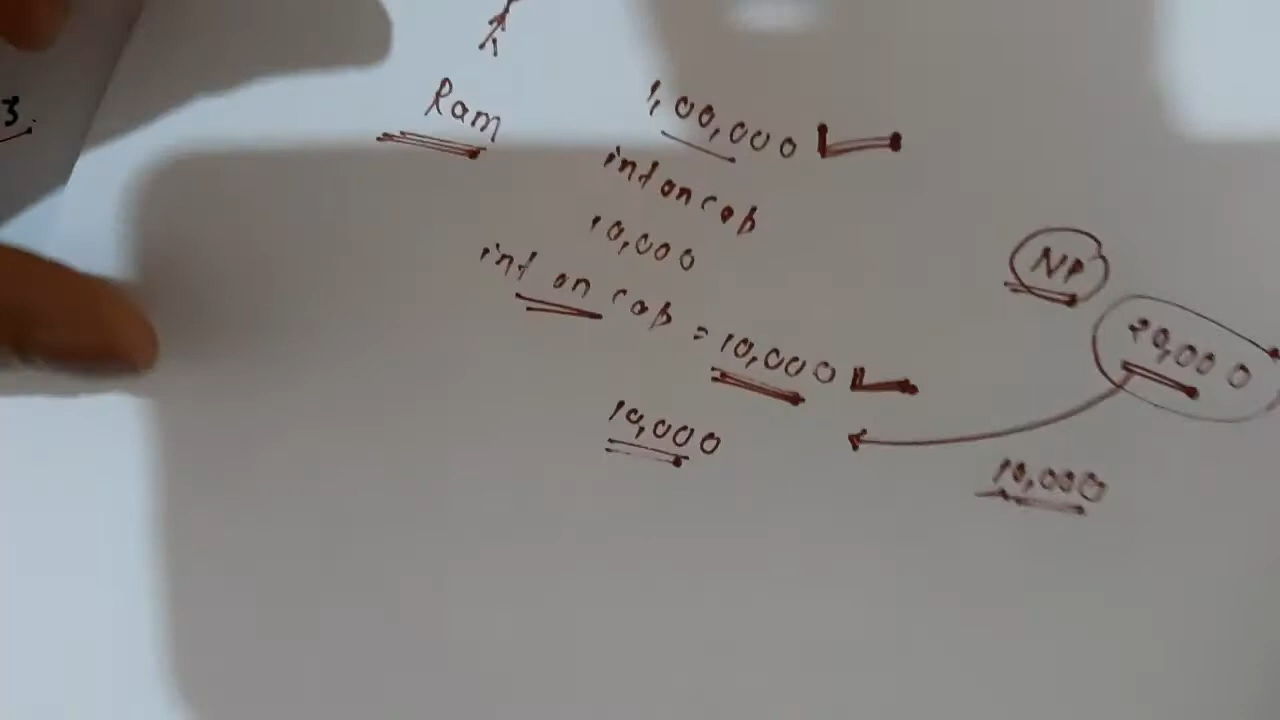 3.
Ram
1,00,000
int on cap
10,000
int on cap = 10,000
10,000
NP
20,000
10,000